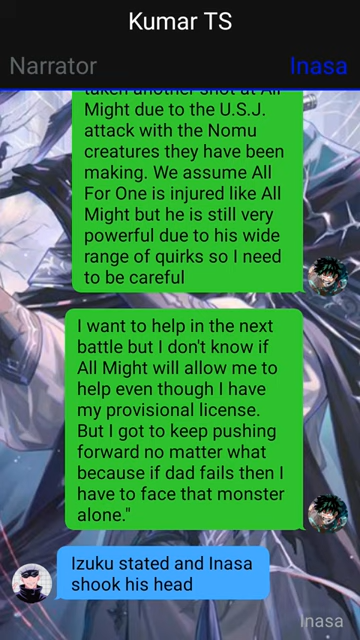 Kumar TS
Narrator
Inasa
taken another shot at All
Might due to the U.S.J.
attack with the Nomu
creatures they have been
making. We assume All
For One is injured like All
Might but he is still very
powerful due to his wide
range of quirks so I need
to be careful
I want to help in the next
battle but I don't know if
All Might will allow me to
help even though I have
my provisional license.
But I got to keep pushing
forward no matter what
because if dad fails then I
have to face that monster
alone."
Izuku stated and Inasa
shook his head
Inasa